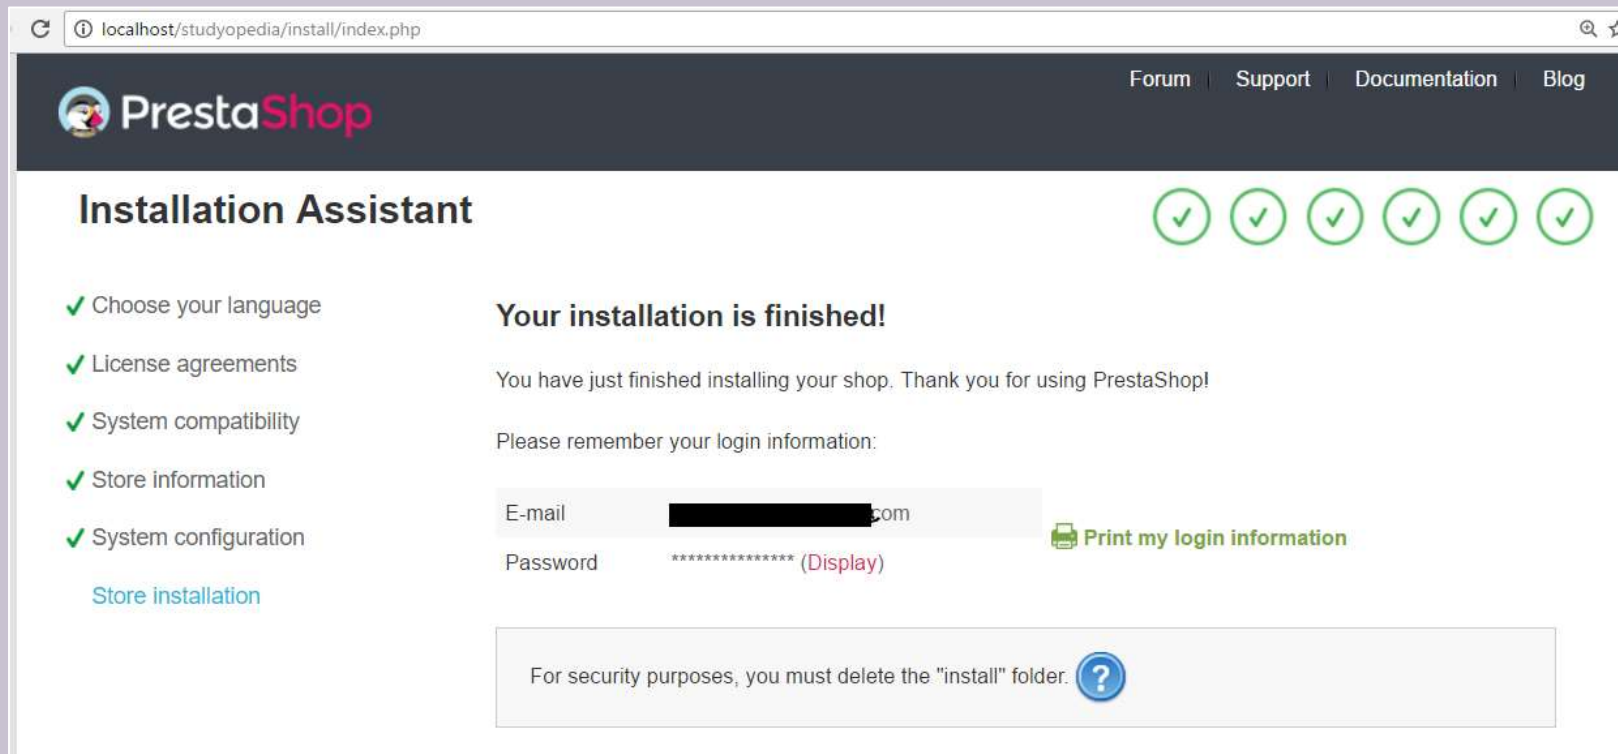 localhost/studyopedia/install/index.php
Forum Support Documentation Blog
PrestaShop
Installation Assistant
Choose your language
License agreements
System compatibility
Store information
System configuration
Store installation
Your installation is finished!
You have just finished installing your shop. Thank you for using PrestaShop!
Please remember your login information:
E-mail com
Password *************** (Display)
Print my login information
For security purposes, you must delete the "install" folder. ?